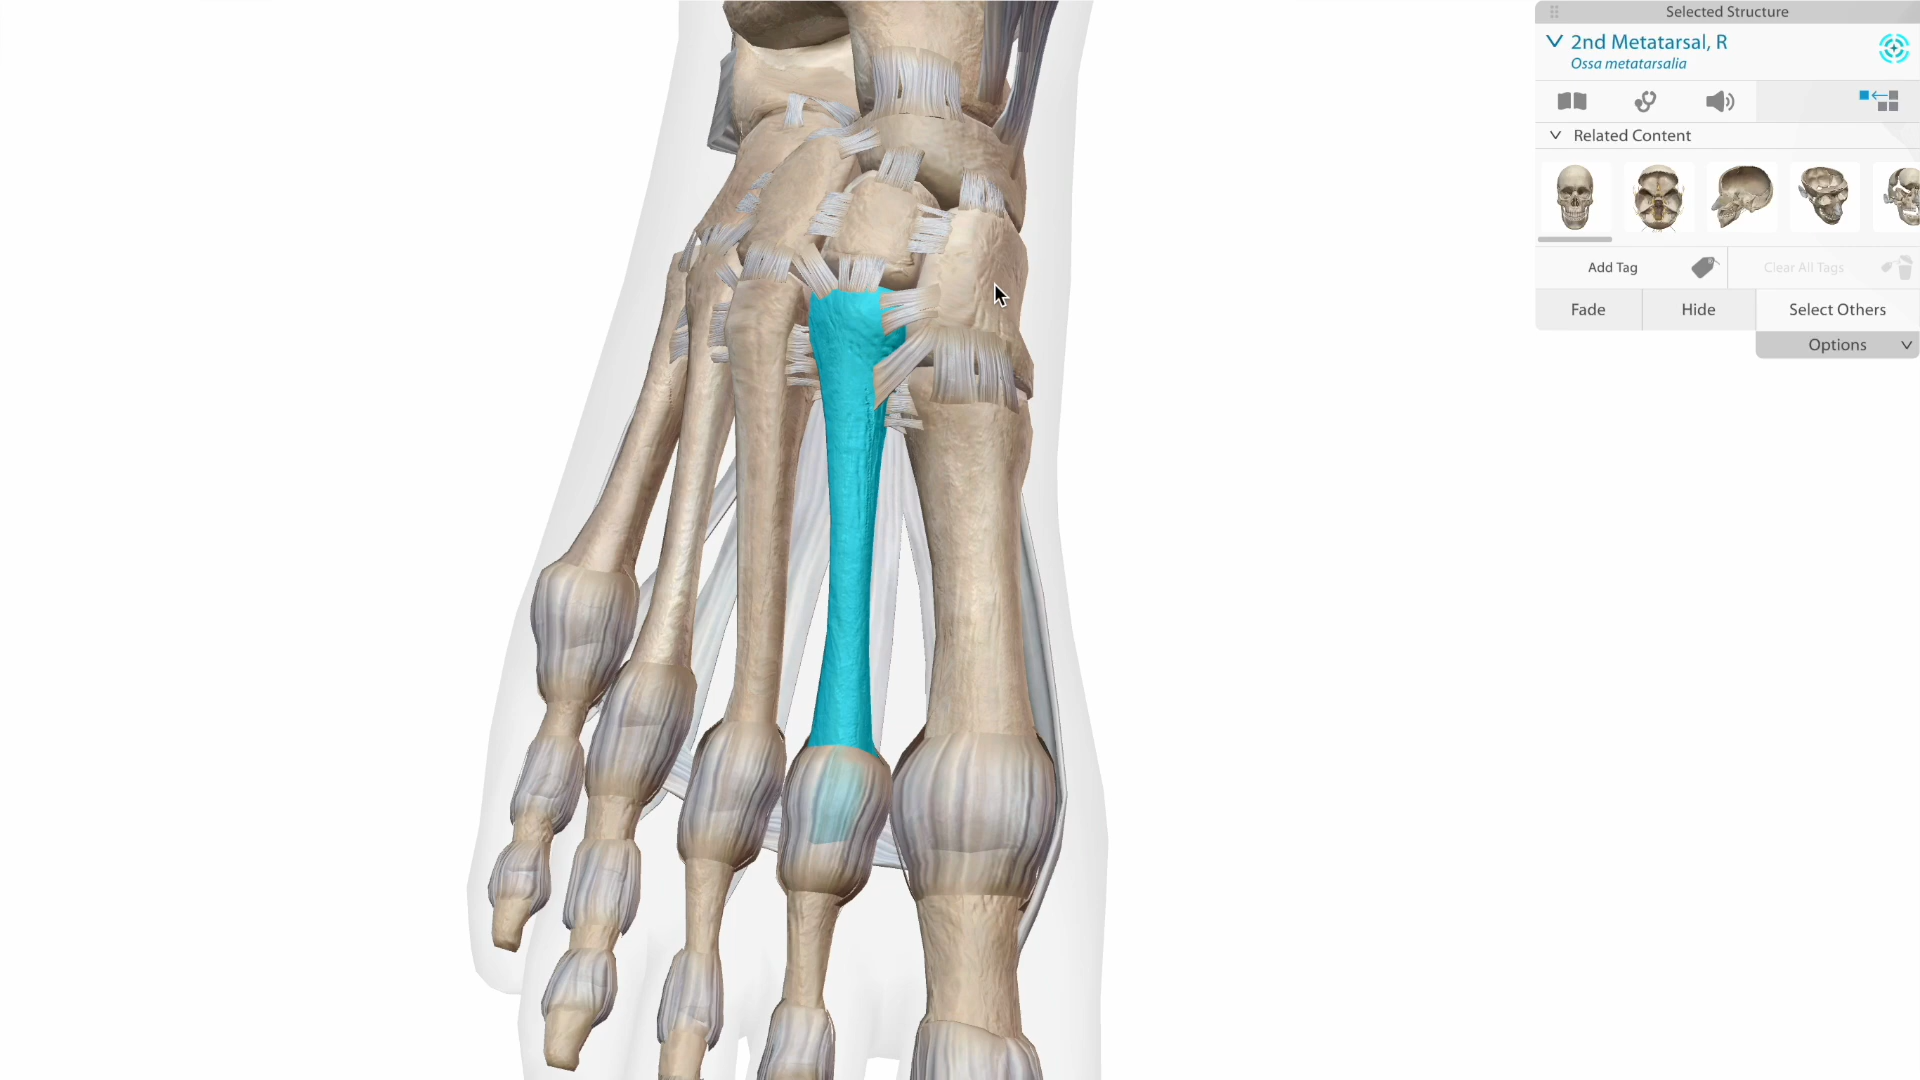 Selected Structure
2nd Metatarsal, R
Ossa metatarsalia
Related Content
Add Tag
Clear All Tags
Fade
Hide
Select Others
Options